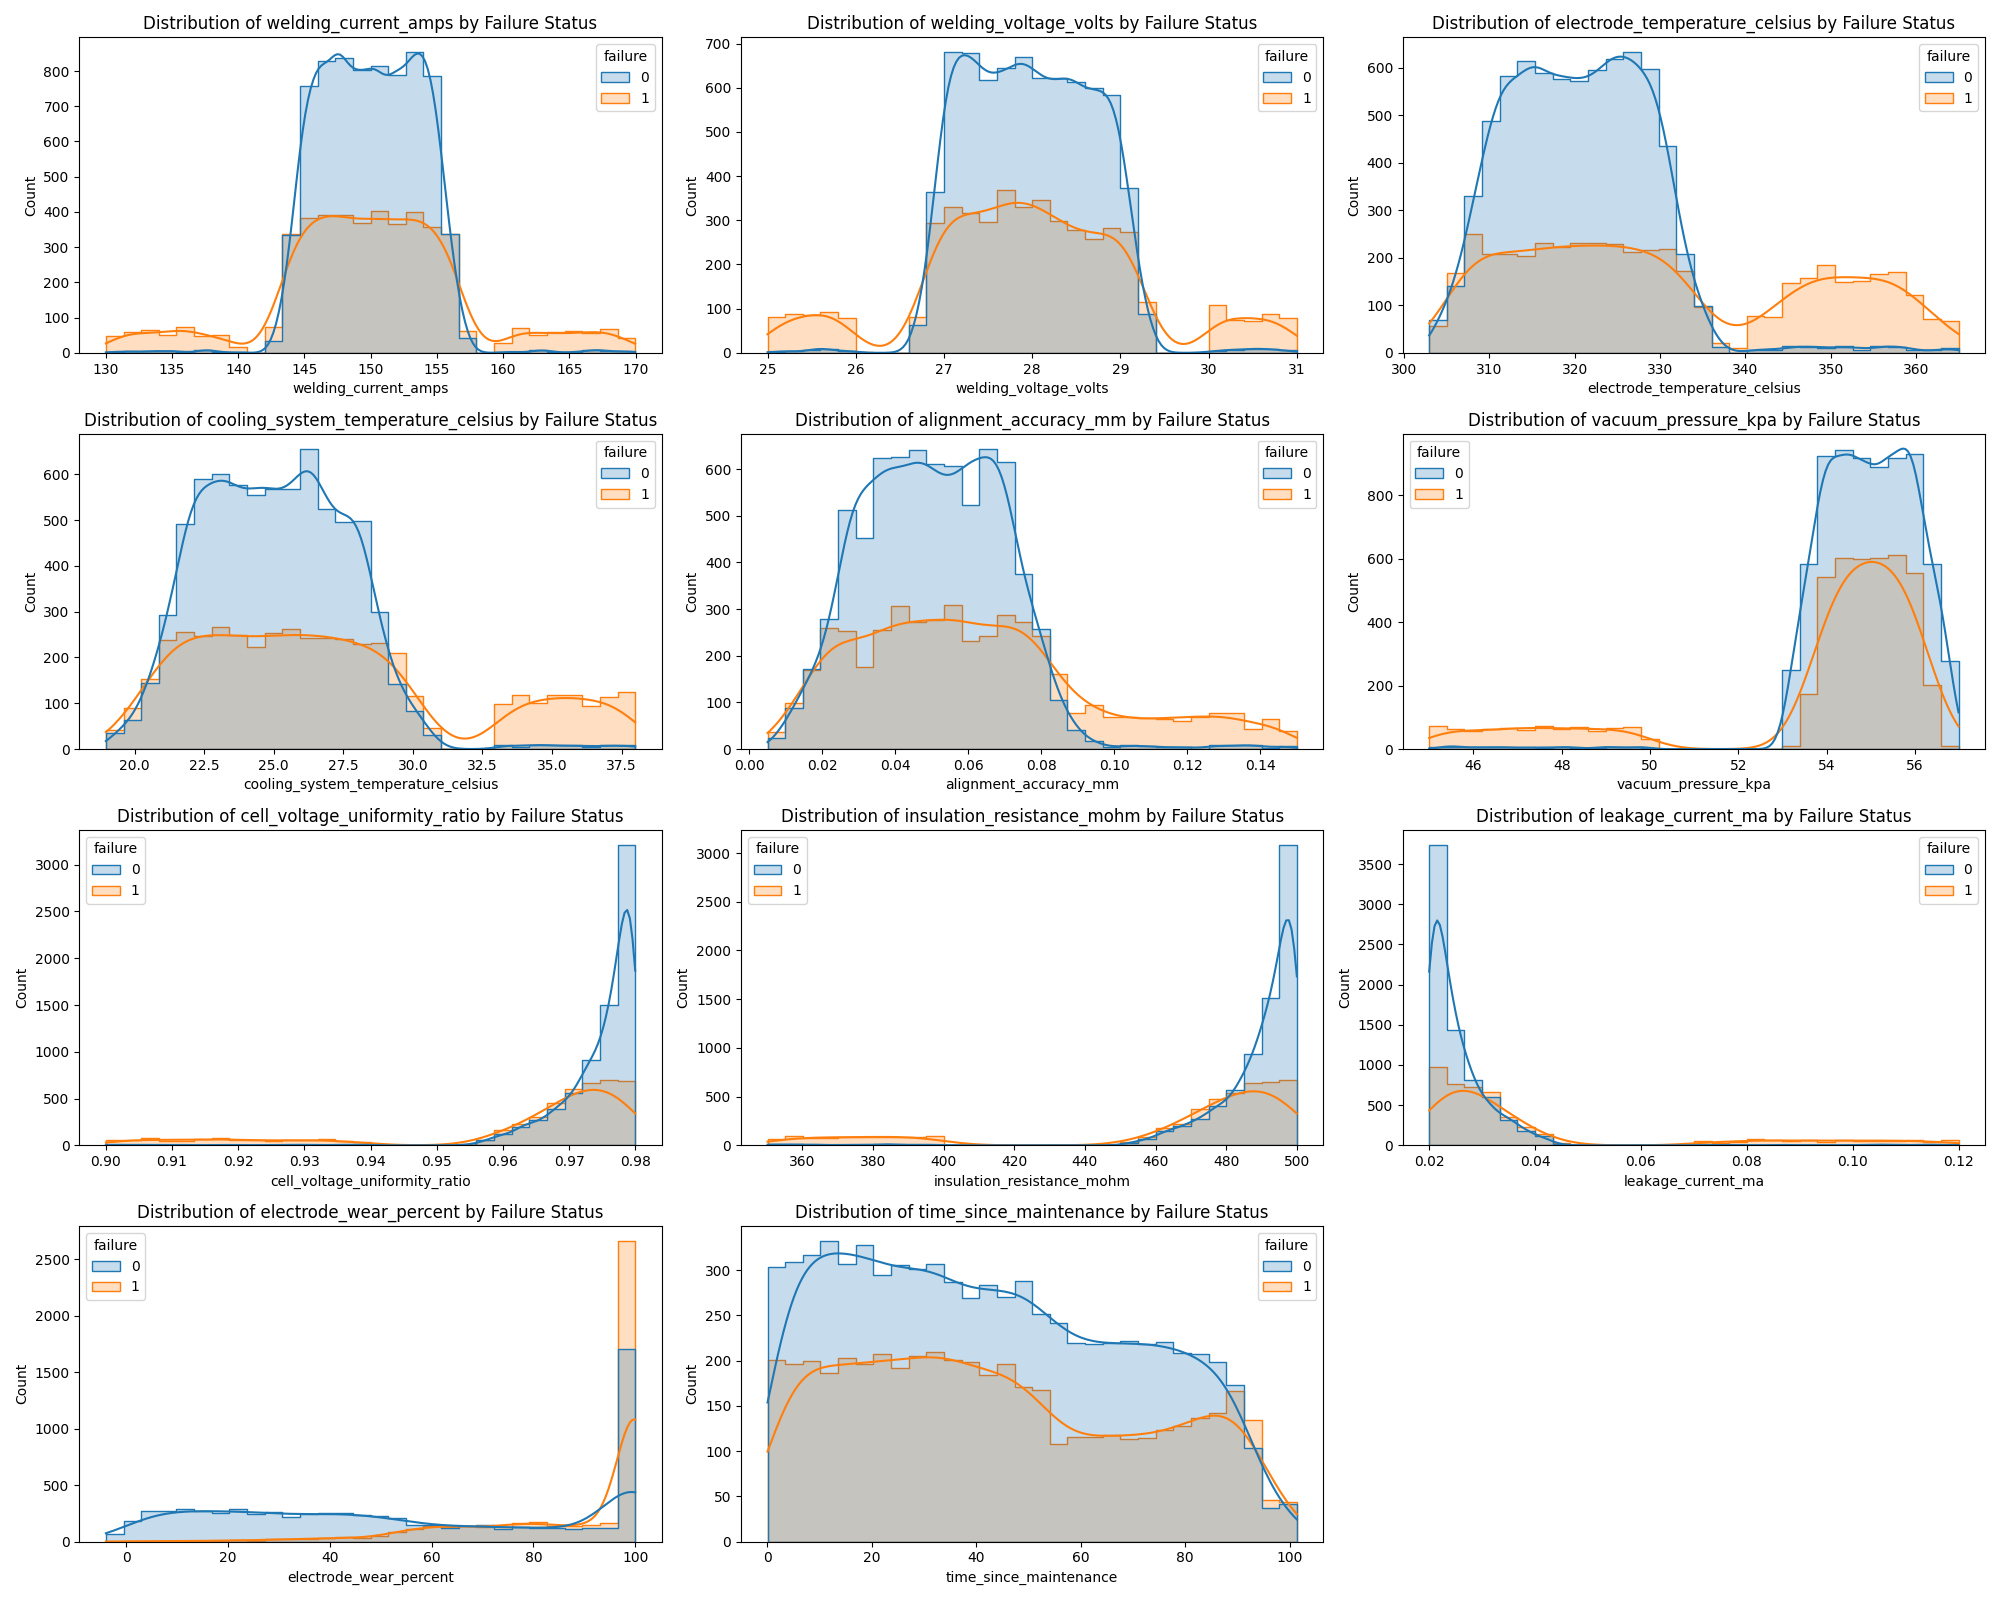 Distribution of welding_current_amps by Failure Status
Count
800
700
600
500
400
300
200
100
0
130 135 140 145 150 155 160 165 170
welding_current_amps
failure
0
1
Distribution of welding_voltage_volts by Failure Status
Count
700
600
500
400
300
200
100
0
25 26 27 28 29 30 31
welding_voltage_volts
failure
0
1
Distribution of electrode_temperature_celsius by Failure Status
Count
600
500
400
300
200
100
0
300 310 320 330 340 350 360
electrode_temperature_celsius
failure
0
1
Distribution of cooling_system_temperature_celsius by Failure Status
Count
600
500
400
300
200
100
0
20.0 22.5 25.0 27.5 30.0 32.5 35.0 37.5
cooling_system_temperature_celsius
failure
0
1
Distribution of alignment_accuracy_mm by Failure Status
Count
600
500
400
300
200
100
0
0.00 0.02 0.04 0.06 0.08 0.10 0.12 0.14
alignment_accuracy_mm
failure
0
1
Distribution of vacuum_pressure_kpa by Failure Status
Count
800
600
400
200
0
46 48 50 52 54 56
vacuum_pressure_kpa
failure
0
1
Distribution of cell_voltage_uniformity_ratio by Failure Status
Count
3000
2500
2000
1500
1000
500
0
0.90 0.91 0.92 0.93 0.94 0.95 0.96 0.97 0.98
cell_voltage_uniformity_ratio
failure
0
1
Distribution of insulation_resistance_mohm by Failure Status
Count
3000
2500
2000
1500
1000
500
0
360 380 400 420 440 460 480 500
insulation_resistance_mohm
failure
0
1
Distribution of leakage_current_ma by Failure Status
Count
3500
3000
2500
2000
1500
1000
500
0
0.02 0.04 0.06 0.08 0.10 0.12
leakage_current_ma
failure
0
1
Distribution of electrode_wear_percent by Failure Status
Count
2500
2000
1500
1000
500
0
0 20 40 60 80 100
electrode_wear_percent
failure
0
1
Distribution of time_since_maintenance by Failure Status
Count
300
250
200
150
100
50
0
0 20 40 60 80 100
time_since_maintenance
failure
0
1